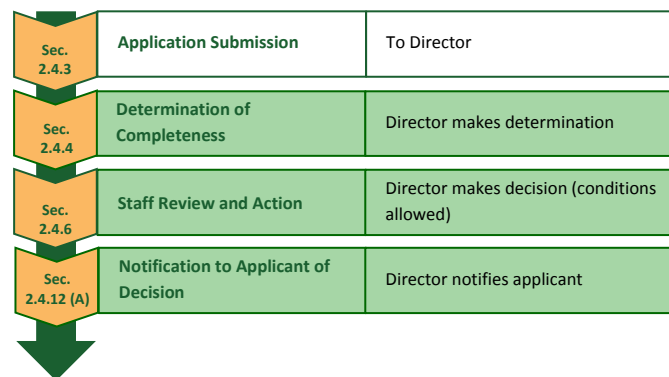 Sec.
2.4.3
Application Submission
To Director
Sec.
2.4.4
Determination of
Completeness
Director makes determination
Sec.
2.4.6
Staff Review and Action
Director makes decision (conditions
allowed)
Sec.
2.4.12 (A)
Notification to Applicant of
Decision
Director notifies applicant